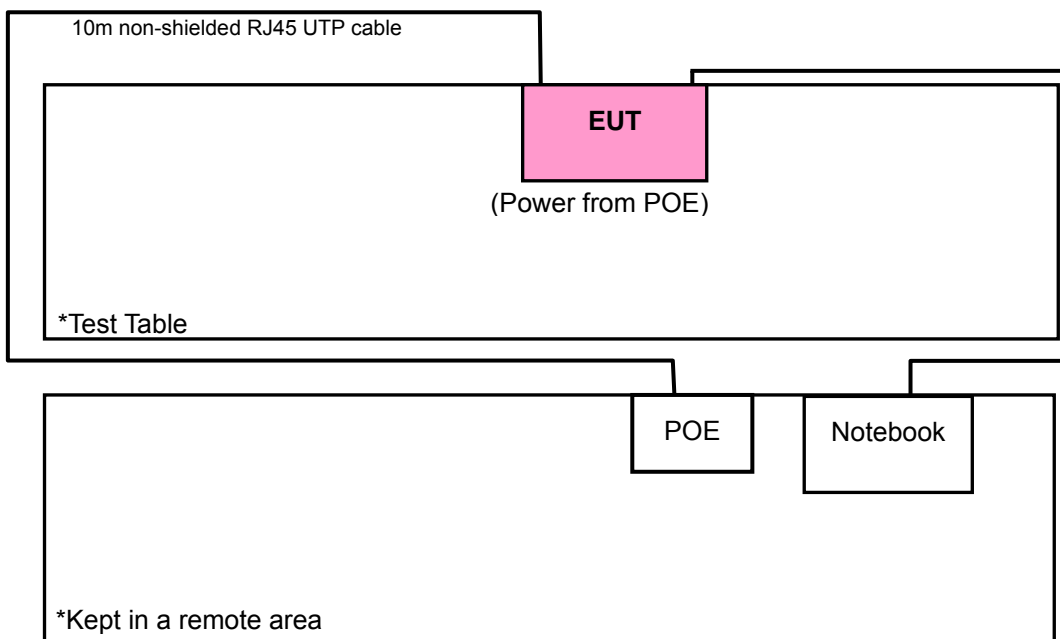 10m non-shielded RJ45 UTP cable
EUT
(Power from POE)
*Test Table
POE
Notebook
*Kept in a remote area